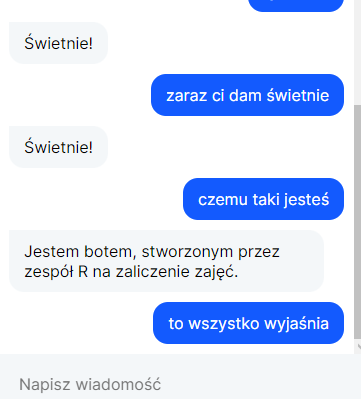 Świetnie!
zaraz ci dam świetnie
Świetnie!
czemu taki jesteś
Jestem botem, stworzonym przez
zespół R na zaliczenie zajęć.
to wszystko wyjaśnia
Napisz wiadomość